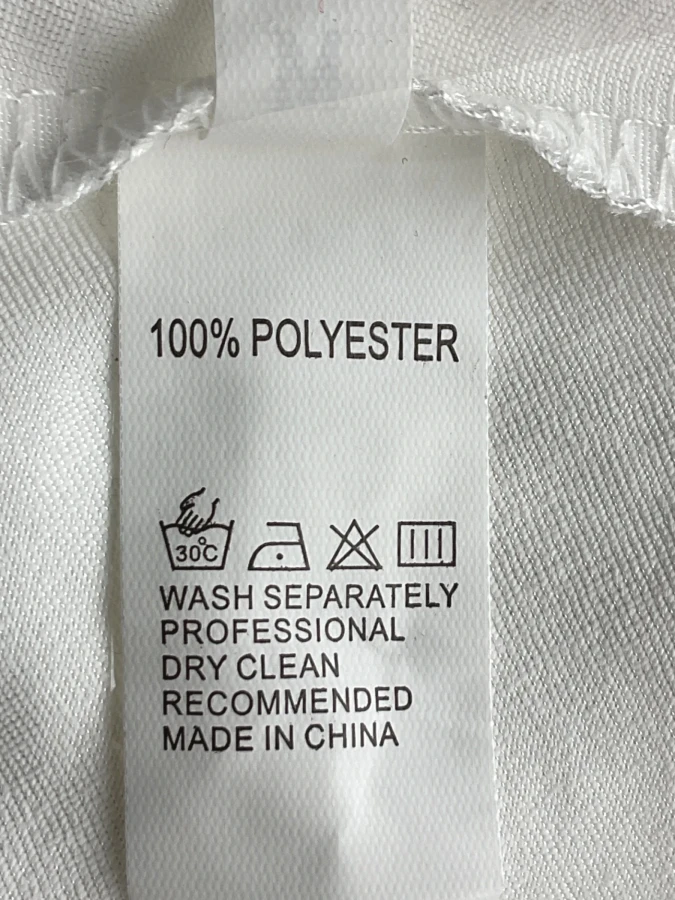 100% POLYESTER
30°C
WASH SEPARATELY
PROFESSIONAL
DRY CLEAN
RECOMMENDED
MADE IN CHINA